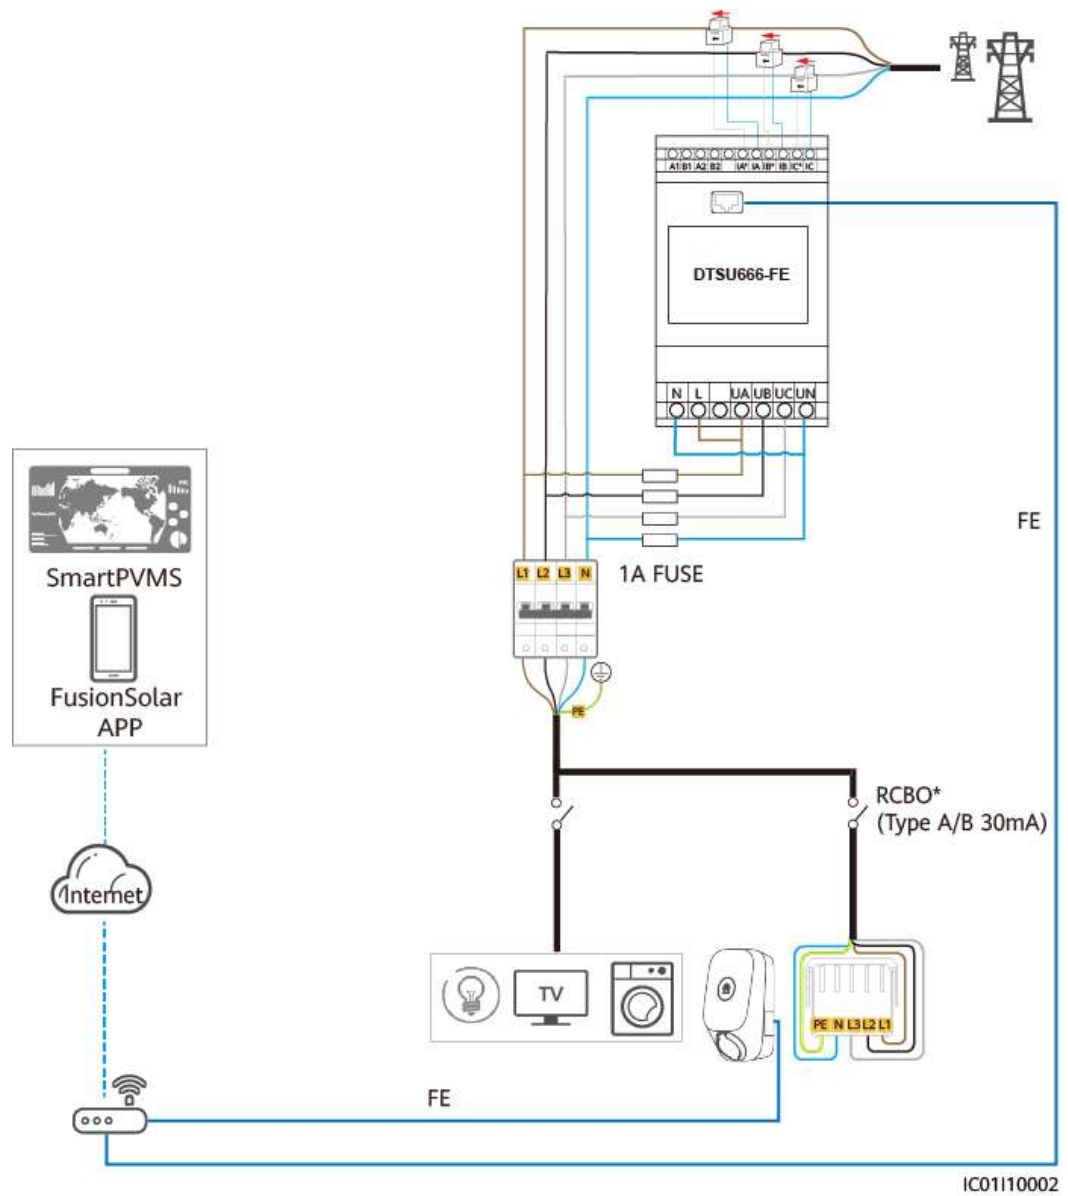 A1 B1 A2 B2 IA* IA IB* IB IC* IC
DTSU666-FE
N L UA UB UC UN
FE
1A FUSE
L1 L2 L3 N
SmartPVMS
FusionSolar
APP
PE
RCBO*
(Type A/B 30mA)
Internet
TV
PE N L3 L2 L1
FE
IC01I10002